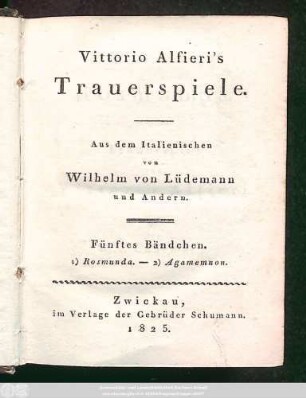 Vittorio Alfieri's
Trauerspiele.
Aus dem Italienischen
von
Wilhelm von Lüdemann
und Andern.
Fünftes Bändchen.
1) Rosmunda. — 2) Agamemnon.
Zwickau,
im Verlage der Gebrüder Schumann.
1825.